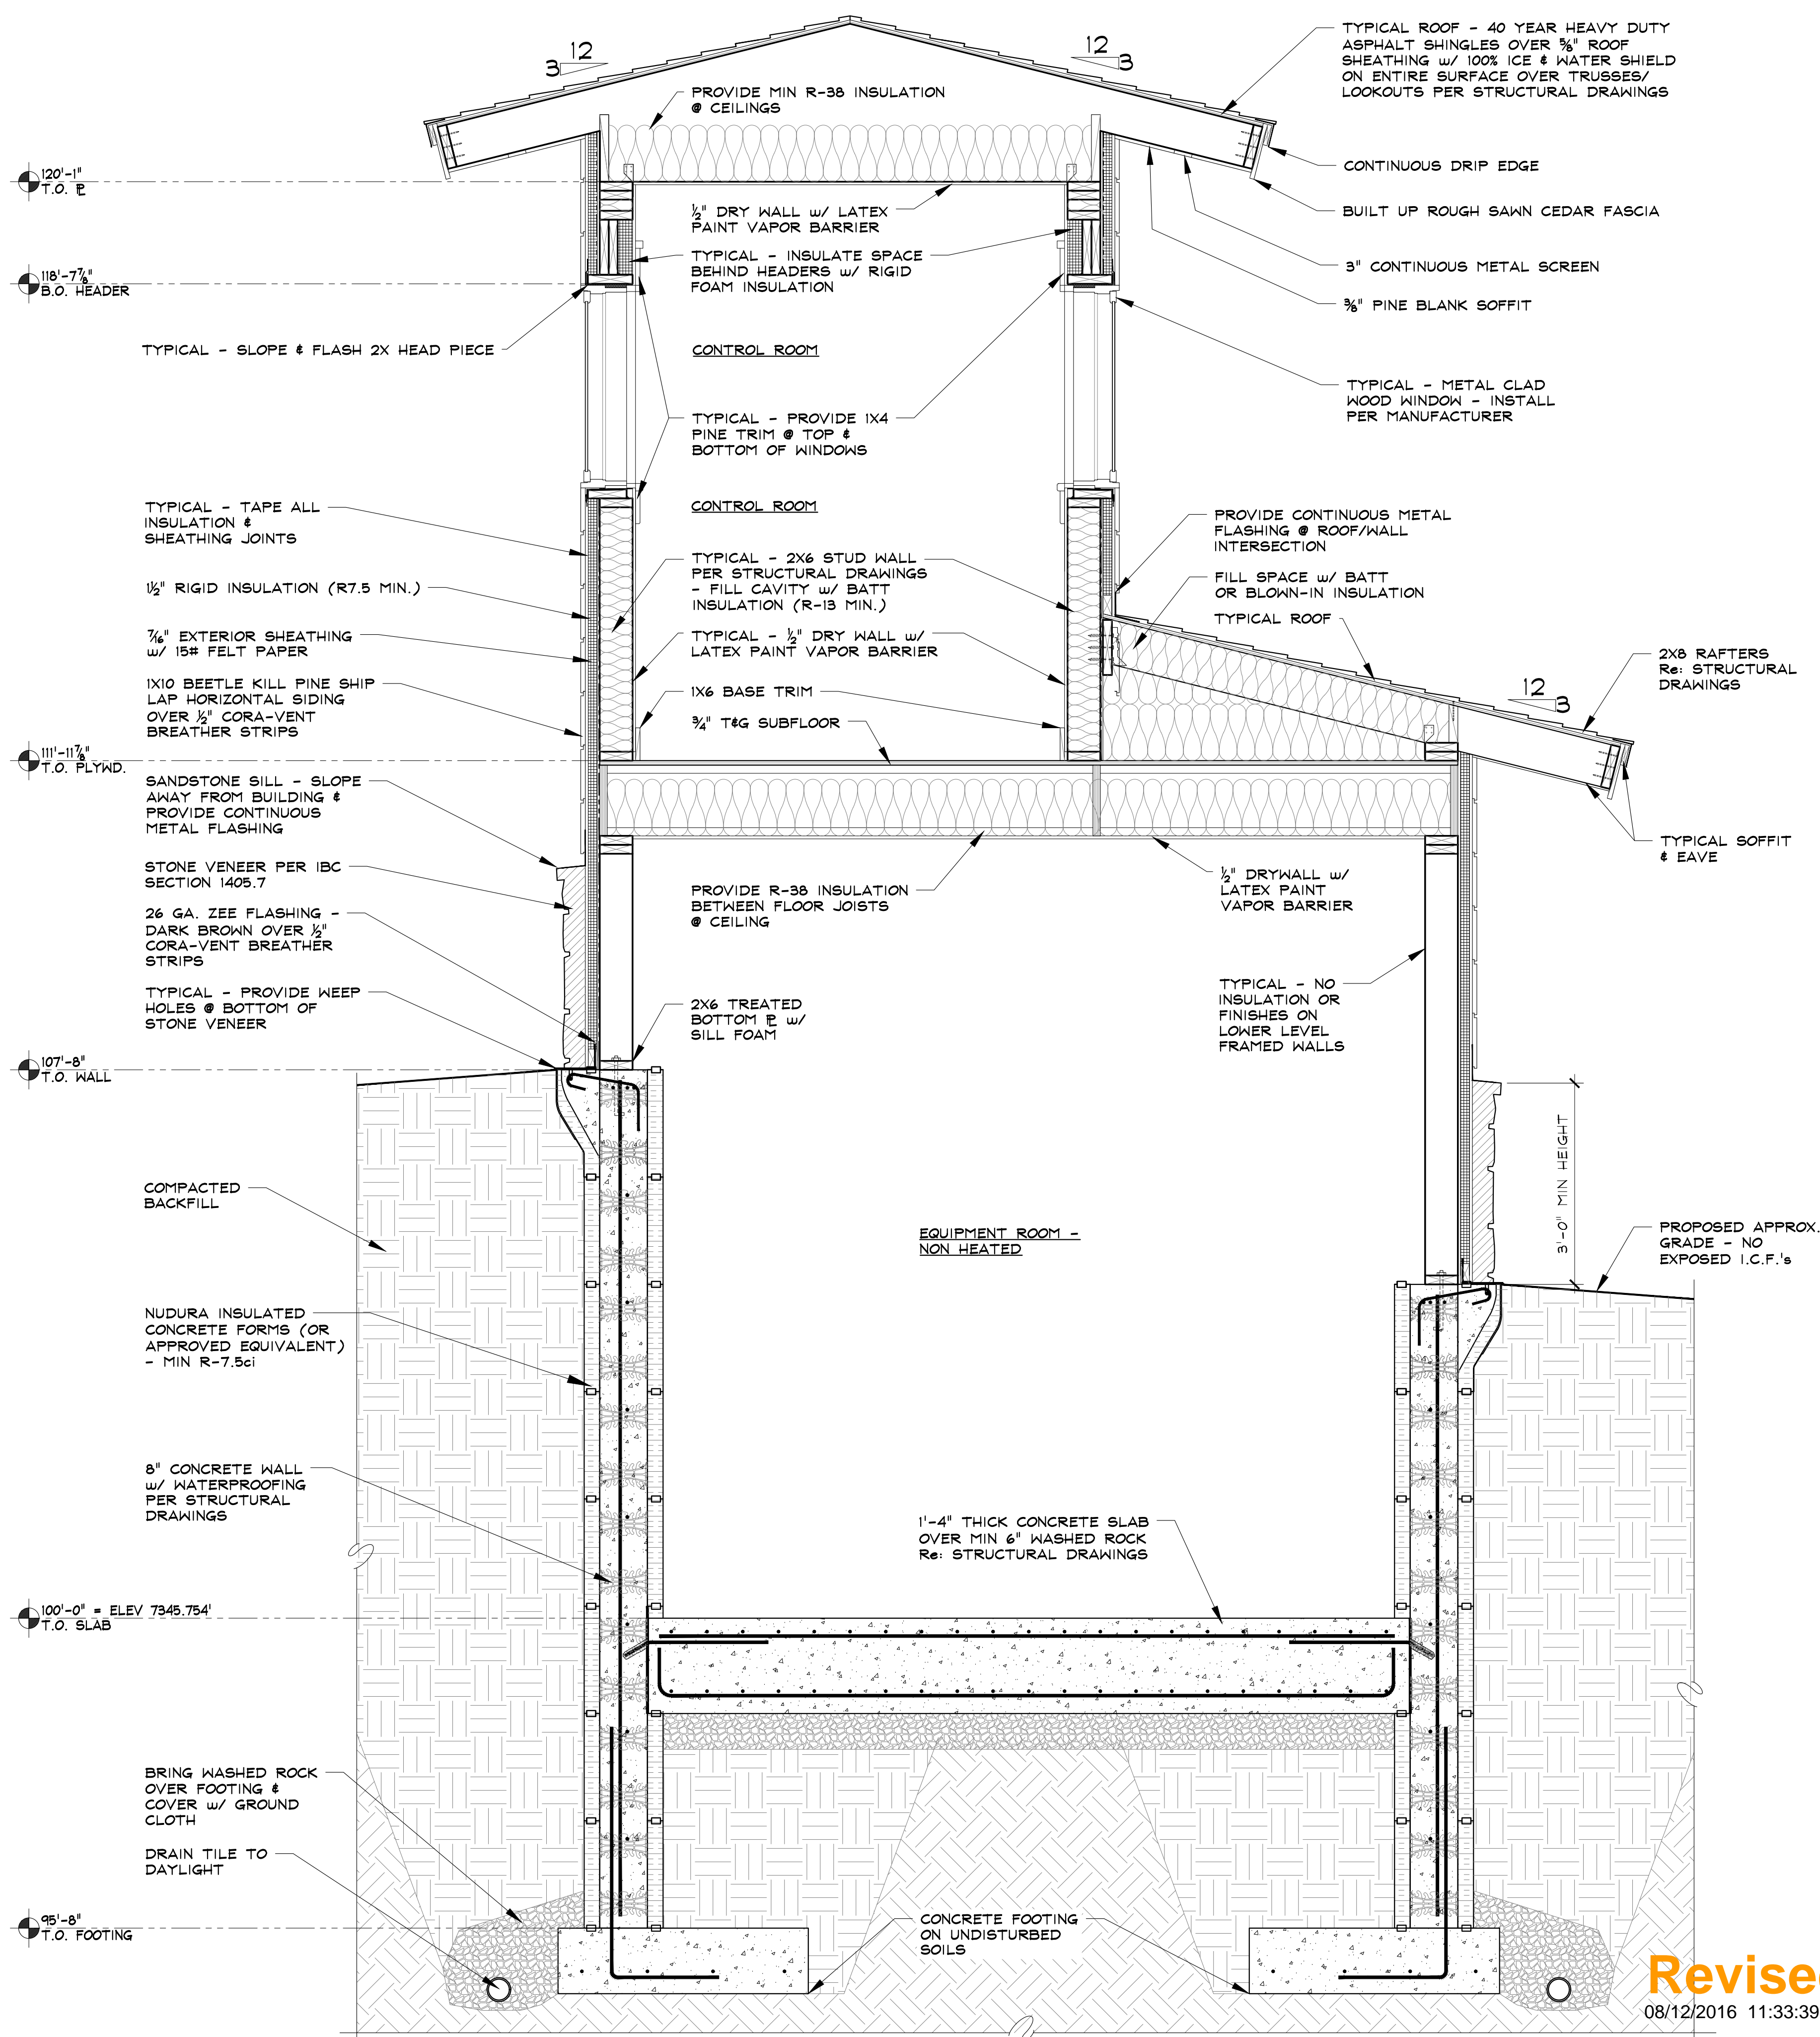 12
3
12
3
TYPICAL ROOF - 40 YEAR HEAVY DUTY
ASPHALT SHINGLES OVER ⅝" ROOF
SHEATHING w/ 100% ICE & WATER SHIELD
ON ENTIRE SURFACE OVER TRUSSES/
LOOKOUTS PER STRUCTURAL DRAWINGS
PROVIDE MIN R-38 INSULATION
@ CEILINGS
CONTINUOUS DRIP EDGE
120'-1"
T.O. PL
BUILT UP ROUGH SAWN CEDAR FASCIA
½" DRY WALL w/ LATEX
PAINT VAPOR BARRIER
TYPICAL - INSULATE SPACE
BEHIND HEADERS w/ RIGID
FOAM INSULATION
3" CONTINUOUS METAL SCREEN
118'-7⅞"
B.O. HEADER
⅜" PINE BLANK SOFFIT
TYPICAL - SLOPE & FLASH 2X HEAD PIECE
CONTROL ROOM
TYPICAL - METAL CLAD
WOOD WINDOW - INSTALL
PER MANUFACTURER
TYPICAL - PROVIDE 1X4
PINE TRIM @ TOP &
BOTTOM OF WINDOWS
TYPICAL - TAPE ALL
INSULATION &
SHEATHING JOINTS
CONTROL ROOM
PROVIDE CONTINUOUS METAL
FLASHING @ ROOF/WALL
INTERSECTION
1½" RIGID INSULATION (R7.5 MIN.)
TYPICAL - 2X6 STUD WALL
PER STRUCTURAL DRAWINGS
- FILL CAVITY w/ BATT
INSULATION (R-13 MIN.)
FILL SPACE w/ BATT
OR BLOWN-IN INSULATION
TYPICAL ROOF
7/16" EXTERIOR SHEATHING
w/ 15# FELT PAPER
TYPICAL - ½" DRY WALL w/
LATEX PAINT VAPOR BARRIER
2X8 RAFTERS
Re: STRUCTURAL
DRAWINGS
1X10 BEETLE KILL PINE SHIP
LAP HORIZONTAL SIDING
OVER ½" CORA-VENT
BREATHER STRIPS
1X6 BASE TRIM
¾" T&G SUBFLOOR
12
3
111'-11⅞"
T.O. PLYWD.
SANDSTONE SILL - SLOPE
AWAY FROM BUILDING &
PROVIDE CONTINUOUS
METAL FLASHING
TYPICAL SOFFIT
& EAVE
STONE VENEER PER IBC
SECTION 1405.7
PROVIDE R-38 INSULATION
BETWEEN FLOOR JOISTS
@ CEILING
½" DRYWALL w/
LATEX PAINT
VAPOR BARRIER
26 GA. ZEE FLASHING -
DARK BROWN OVER ½"
CORA-VENT BREATHER
STRIPS
TYPICAL - PROVIDE WEEP
HOLES @ BOTTOM OF
STONE VENEER
2X6 TREATED
BOTTOM PL w/
SILL FOAM
TYPICAL - NO
INSULATION OR
FINISHES ON
LOWER LEVEL
FRAMED WALLS
107'-8"
T.O. WALL
3'-0" MIN HEIGHT
COMPACTED
BACKFILL
EQUIPMENT ROOM -
NON HEATED
PROPOSED APPROX.
GRADE - NO
EXPOSED I.C.F.'s
NUDURA INSULATED
CONCRETE FORMS (OR
APPROVED EQUIVALENT)
- MIN R-7.5ci
8" CONCRETE WALL
w/ WATERPROOFING
PER STRUCTURAL
DRAWINGS
1'-4" THICK CONCRETE SLAB
OVER MIN 6" WASHED ROCK
Re: STRUCTURAL DRAWINGS
100'-0" = ELEV 7345.754'
T.O. SLAB
BRING WASHED ROCK
OVER FOOTING &
COVER w/ GROUND
CLOTH
DRAIN TILE TO
DAYLIGHT
95'-8"
T.O. FOOTING
CONCRETE FOOTING
ON UNDISTURBED
SOILS
Revise
08/12/2016 11:33:39